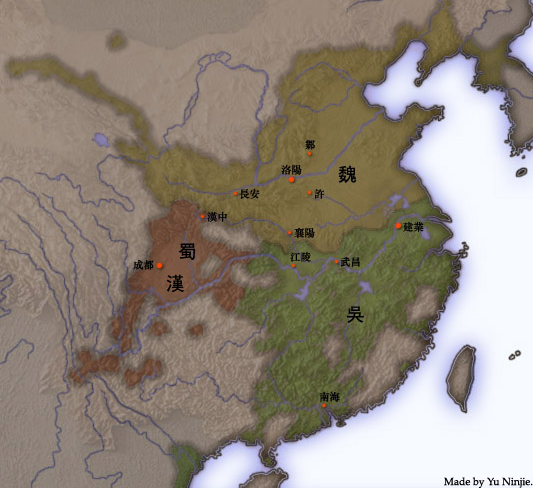 鄴
洛陽
魏
長安
許
漢中
襄陽
建業
蜀
漢
成都
江陵
武昌
吳
南海
Made by Yu Ninjie.